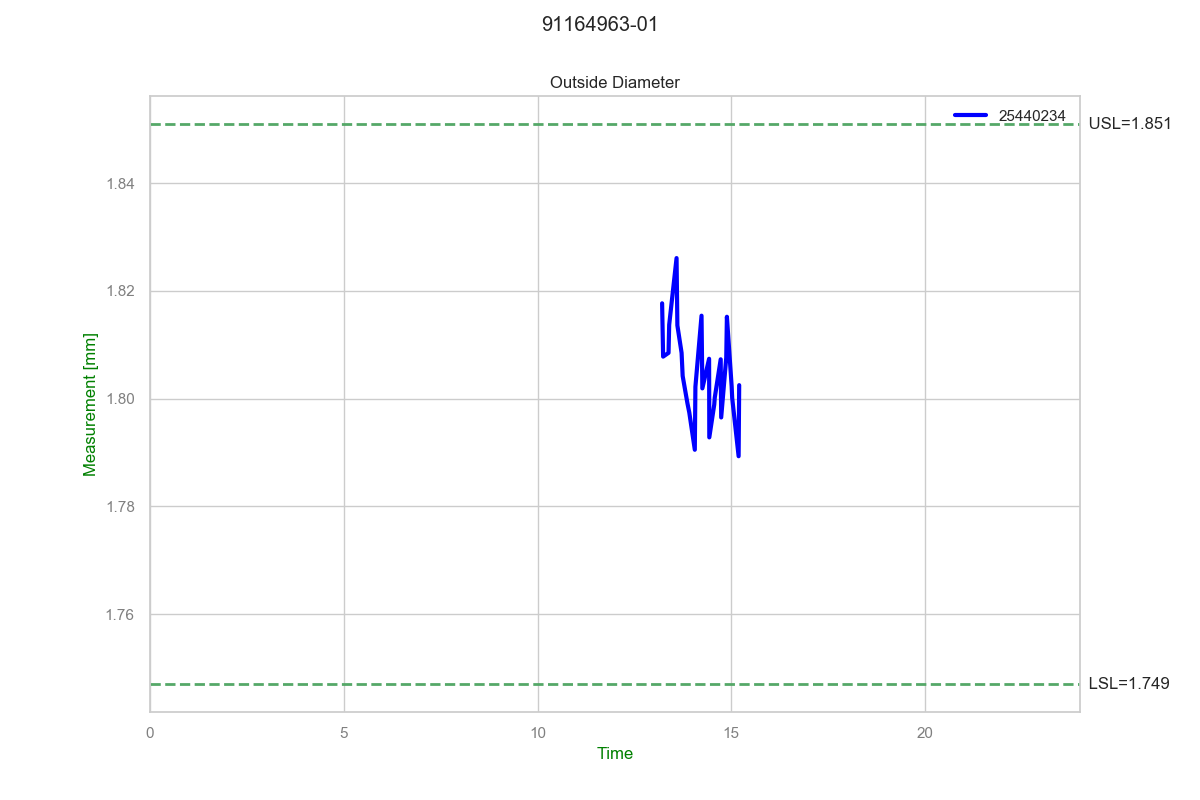 91164963-01
Outside Diameter
25440234
USL=1.851
1.84
1.82
1.80
1.78
1.76
Measurement [mm]
LSL=1.749
0 5 10 15 20
Time